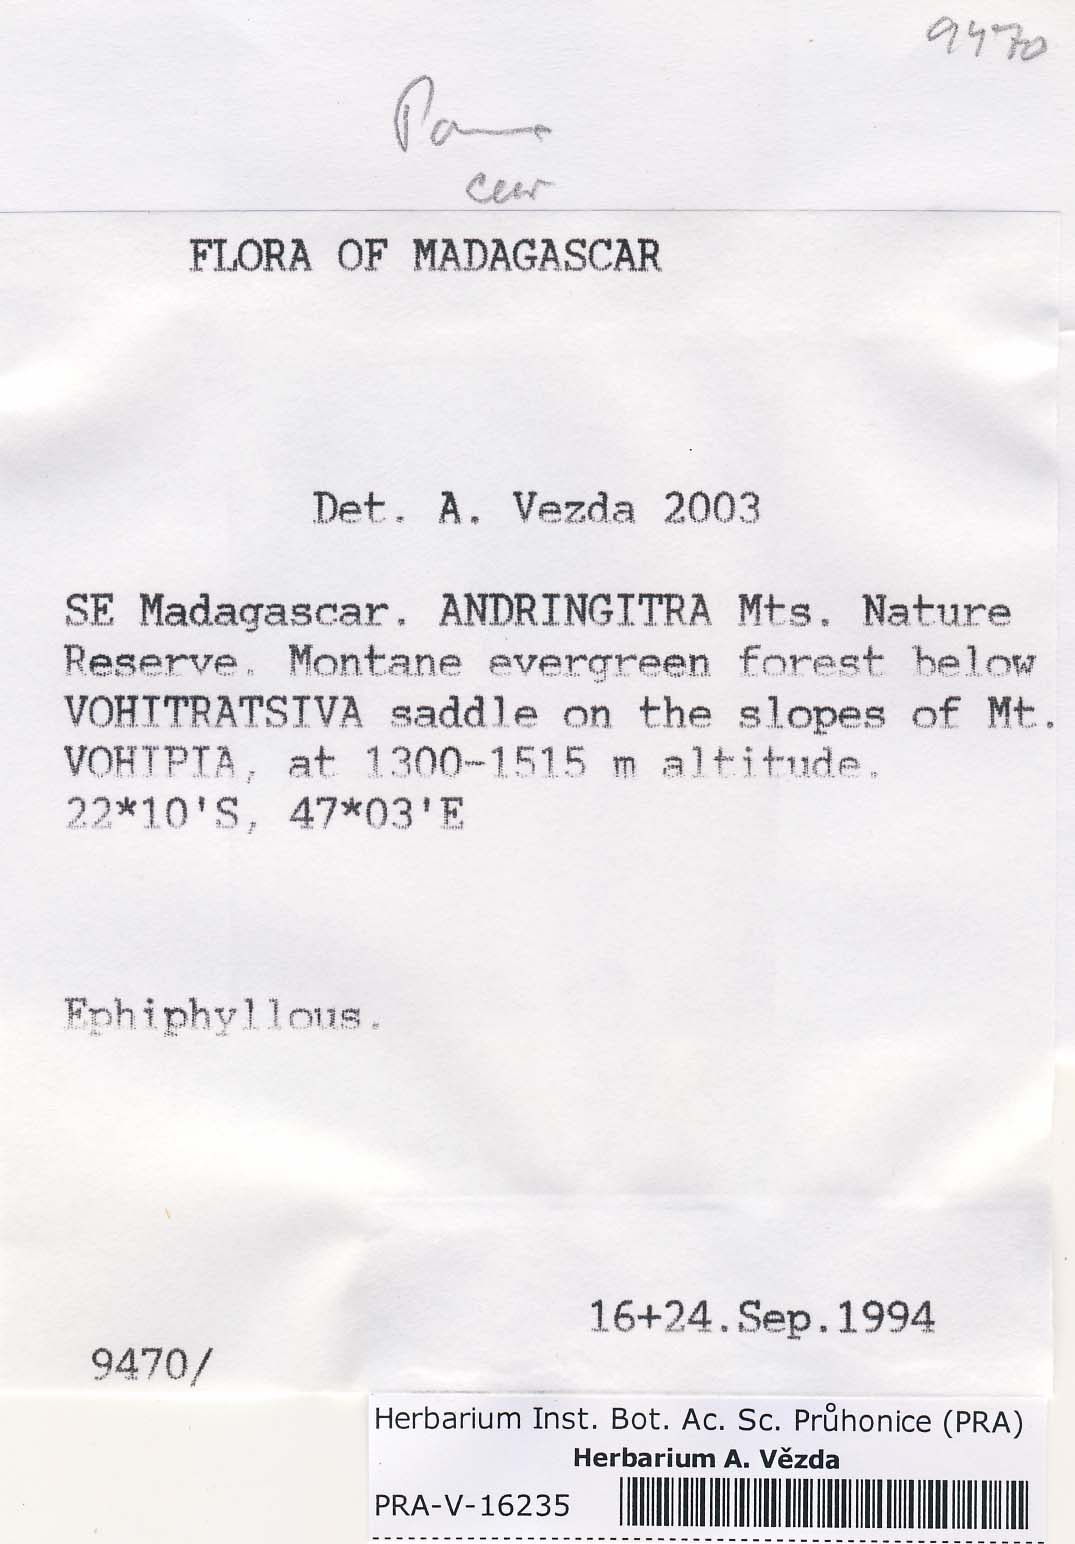 9470
FLORA OF MADAGASCAR
Det. A. Vezda 2003
SE Madagascar. ANDRINGITRA Mts. Nature
Reserve. Montane evergreen forest below
VOHITRATSIVA saddle on the slopes of Mt.
VOHIPIA, at 1300-1515 m altitude.
22*10'S, 47*03'E
Ephiphyllous.
16+24.Sep.1994
9470/
Herbarium Inst. Bot. Ac. Sc. Průhonice (PRA)
Herbarium A. Vězda
PRA-V-16235